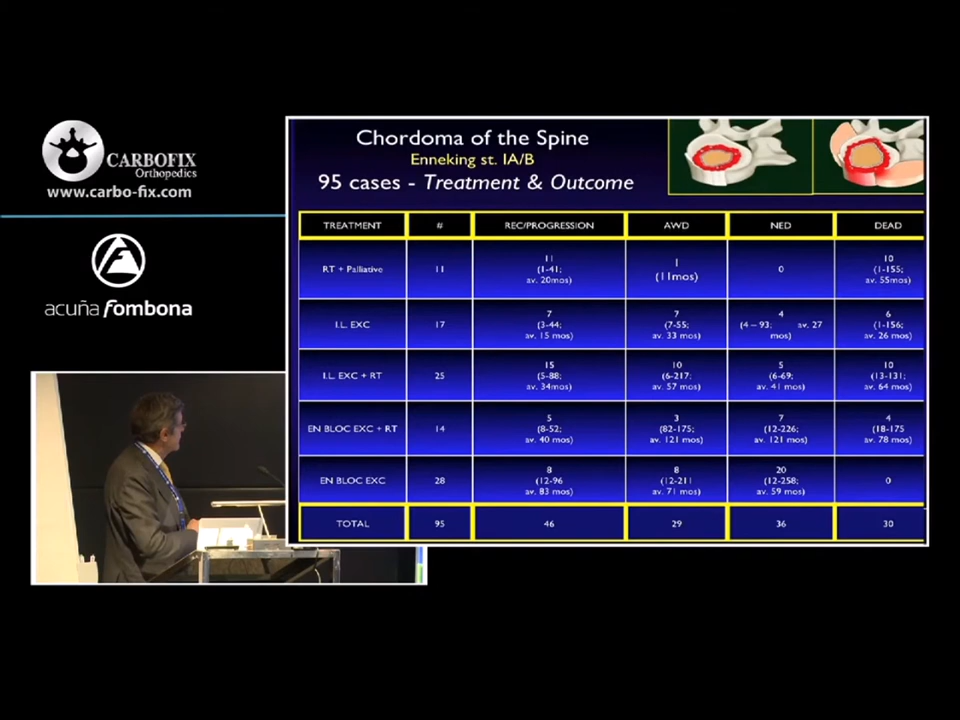 CARBOFIX
Orthopedics
www.carbo-fix.com
acuña fombona
Chordoma of the Spine
Enneking st. IA/B
95 cases - Treatment & Outcome
TREATMENT # REC/PROGRESSION AWD NED DEAD
RT + Palliative 11 11 (1-41; av. 20mos) 1 (11mos) 0 10 (1-155; av. 55mos)
I.L. EXC 17 7 (3-44; av. 15 mos) 7 (7-55; av. 33 mos) 4 (4 – 93; av. 27 mos) 6 (1-156; av. 26 mos)
I.L. EXC + RT 25 15 (5-88; av. 34mos) 10 (6-217; av. 57 mos) 5 (6-69; av. 41 mos) 10 (13-131; av. 64 mos)
EN BLOC EXC + RT 14 5 (8-52; av. 40 mos) 3 (82-175; av. 121 mos) 7 (12-226; av. 121 mos) 4 (18-175 av. 78 mos)
EN BLOC EXC 28 8 (12-96 av. 83 mos) 8 (12-211 av. 71 mos) 20 (12-258; av. 59 mos) 0
TOTAL 95 46 29 36 30